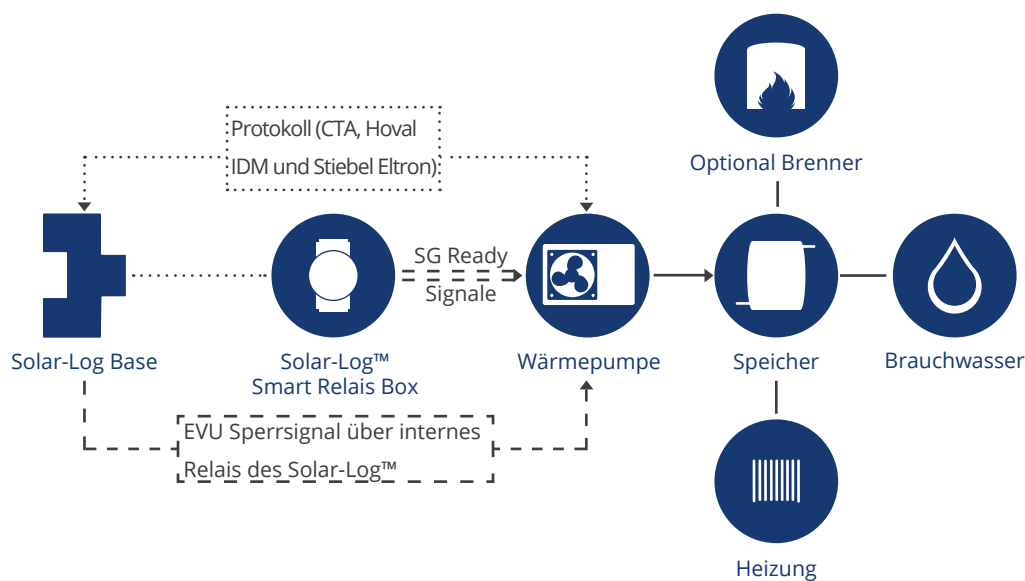 Protokoll (CTA, Hoval
IDM und Stiebel Eltron)
Optional Brenner
SG Ready
Signale
Solar-Log Base
Solar-Log™
Smart Relais Box
Wärmepumpe
Speicher
Brauchwasser
EVU Sperrsignal über internes
Relais des Solar-Log™
Heizung